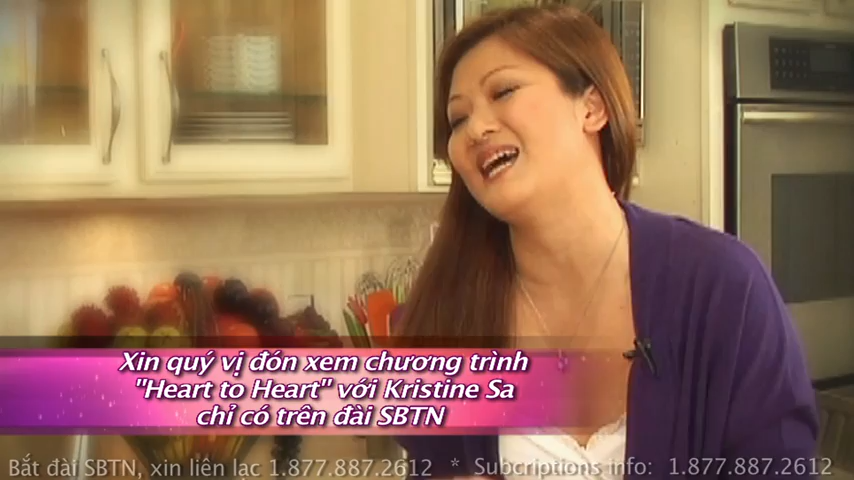 Xin quý vị đón xem chương trình
"Heart to Heart" với Kristine Sa
chỉ có trên đài SBTN
Bắt đài SBTN, xin liên lạc 1.877.887.2612 * Subcriptions info: 1.877.887.2612